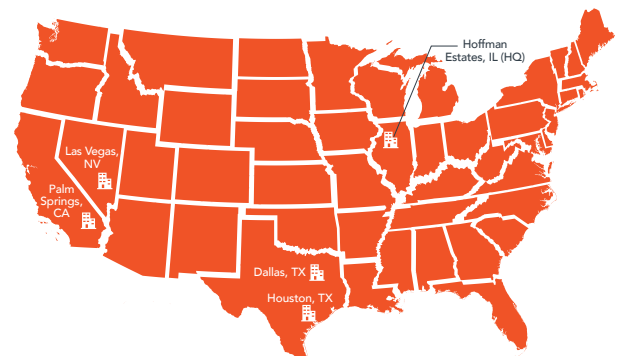 Hoffman
Estates, IL (HQ)
Las Vegas,
NV
Palm
Springs,
CA
Dallas, TX
Houston, TX